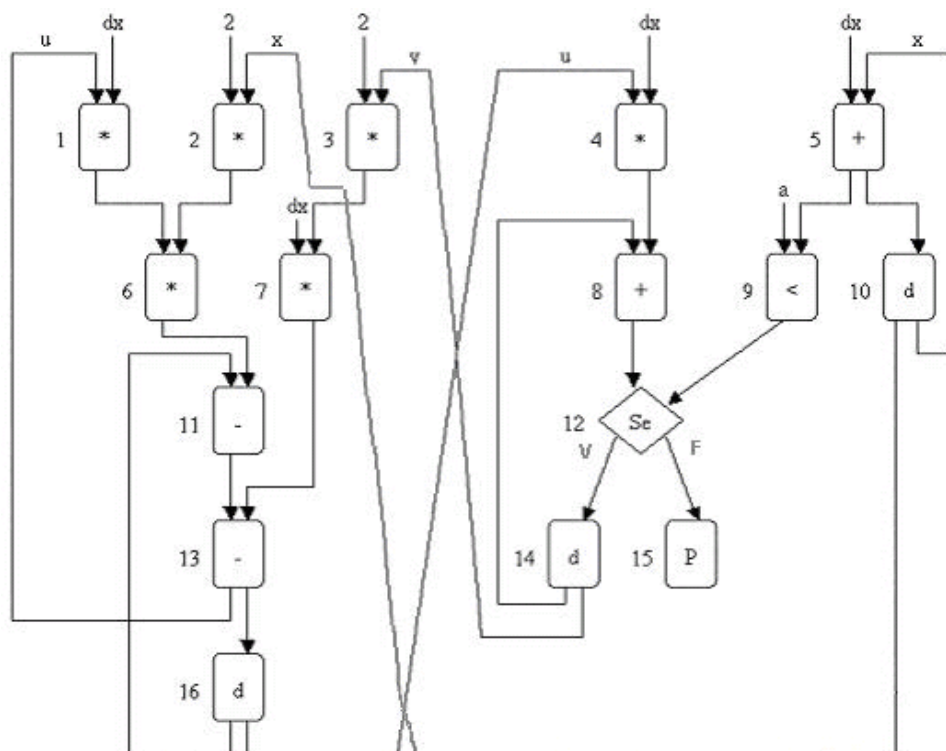 dx 2 2 dx dx
u x v u x
1 * 2 * 3 * 4 * 5 +
dx a
6 * 7 * 8 + 9 < 10 d
11 - 12 Se
V F
13 - 14 d 15 P
16 d